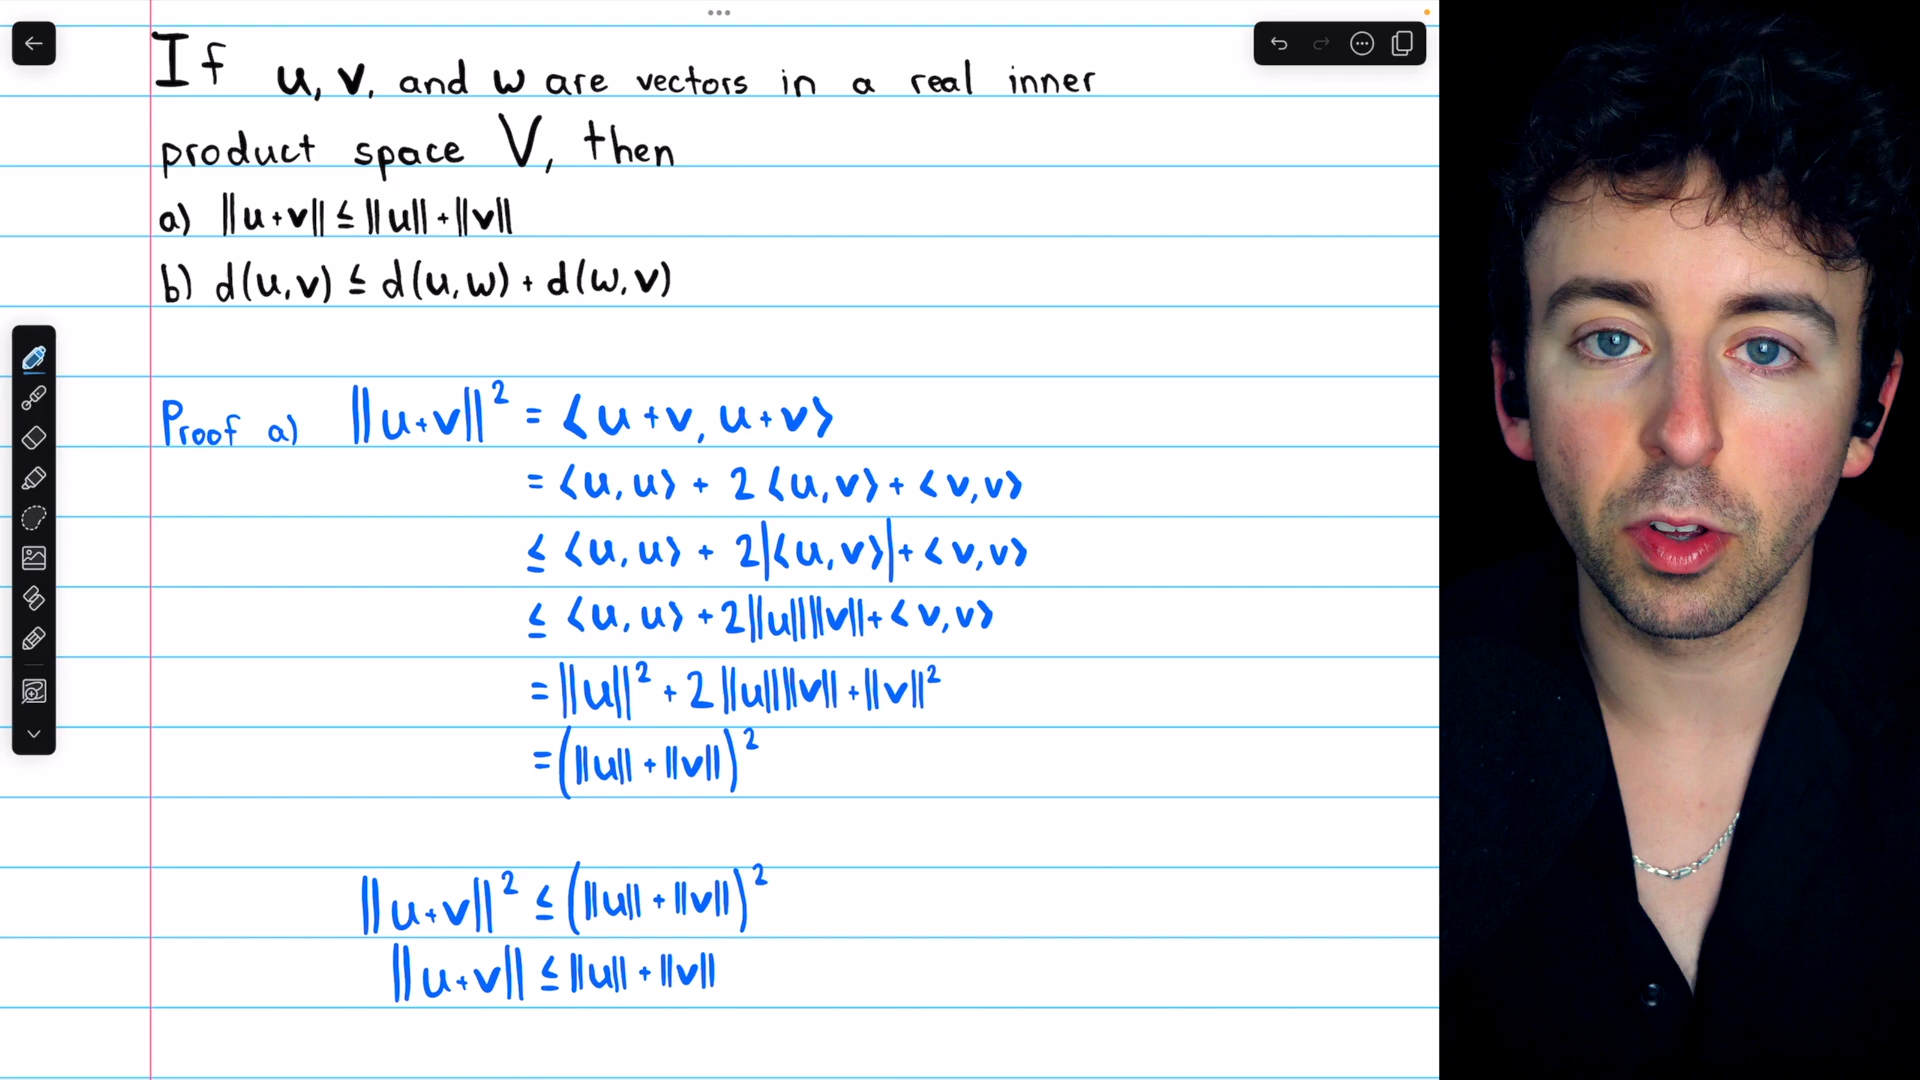 If u, v, and w are vectors in a real inner
product space V, then
a) ||u+v|| ≤ ||u|| + ||v||
b) d(u,v) ≤ d(u,w) + d(w,v)
Proof a) ||u+v||² = <u+v, u+v>
= <u,u> + 2<u,v> + <v,v>
≤ <u,u> + 2|<u,v>| + <v,v>
≤ <u,u> + 2||u||||v|| + <v,v>
= ||u||² + 2||u||||v|| + ||v||²
= (||u|| + ||v||)²
||u+v||² ≤ (||u|| + ||v||)²
||u+v|| ≤ ||u|| + ||v||